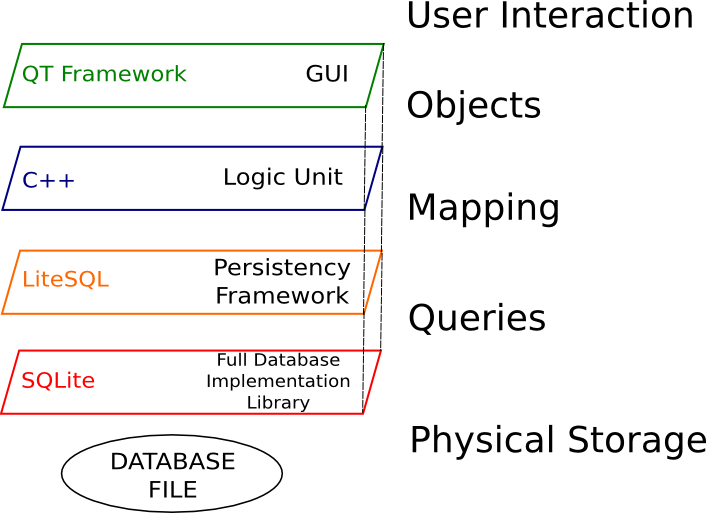 User Interaction
QT Framework GUI
Objects
C++ Logic Unit
Mapping
LiteSQL Persistency
Framework
Queries
SQLite Full Database
Implementation
Library
Physical Storage
DATABASE
FILE